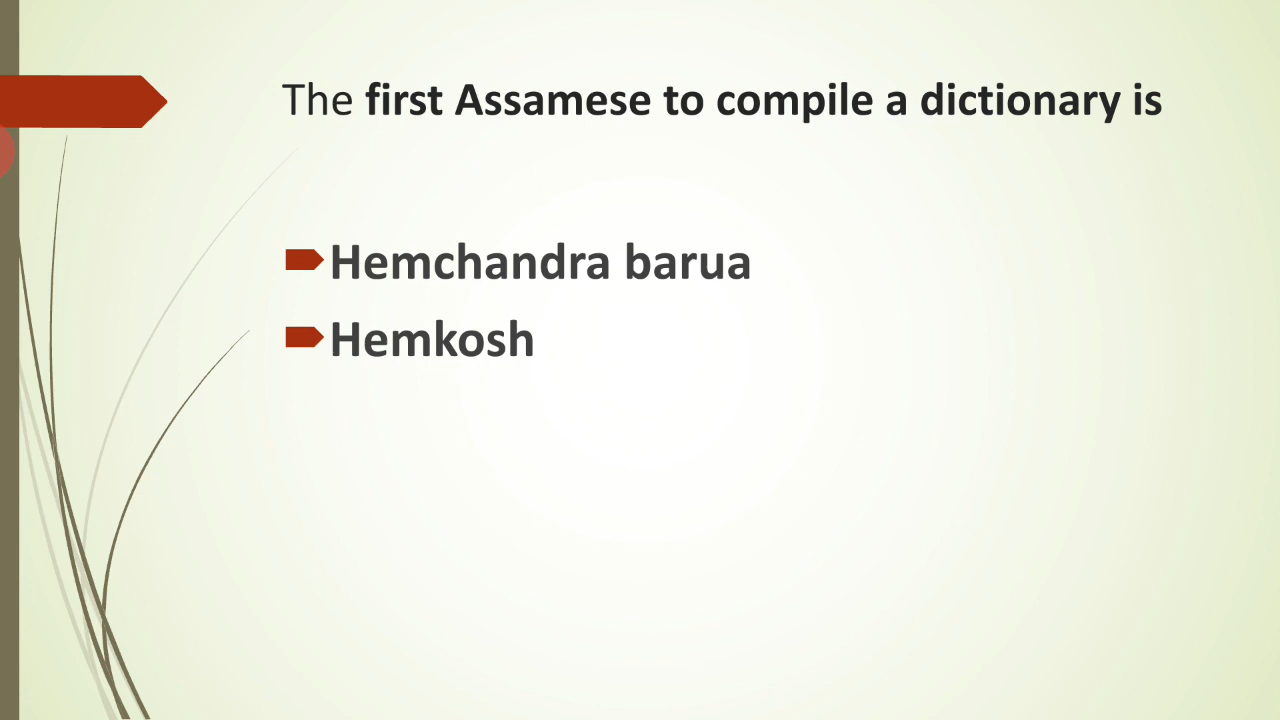 The first Assamese to compile a dictionary is
Hemchandra barua
Hemkosh